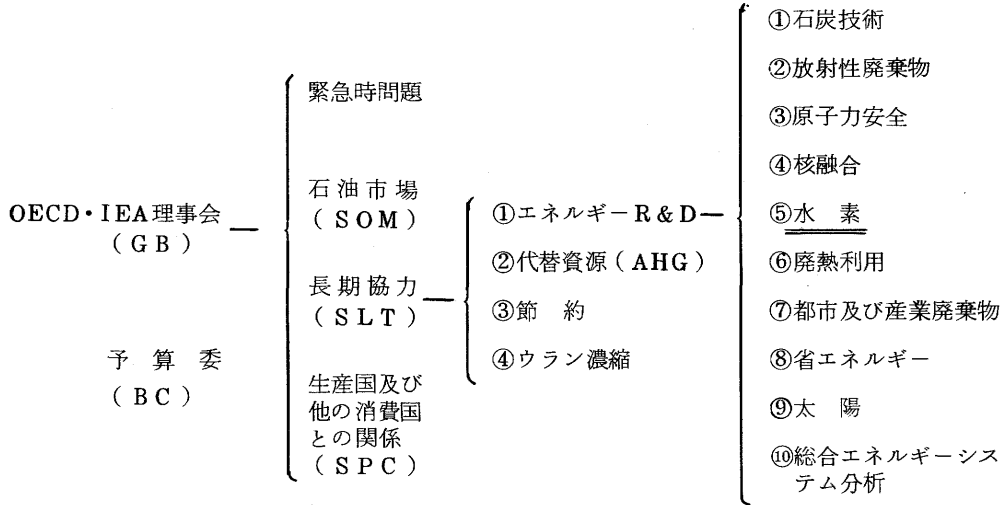 OECD・IEA理事会
(GB)
予算委
(BC)
緊急時問題
石油市場
(SOM)
長期協力
(SLT)
生産国及び
他の消費国
との関係
(SPC)
①エネルギーR&D
②代替資源(AHG)
③節 約
④ウラン濃縮
①石炭技術
②放射性廃棄物
③原子力安全
④核融合
⑤水 素
⑥廃熱利用
⑦都市及び産業廃棄物
⑧省エネルギー
⑨太 陽
⑩総合エネルギーシス
テム分析